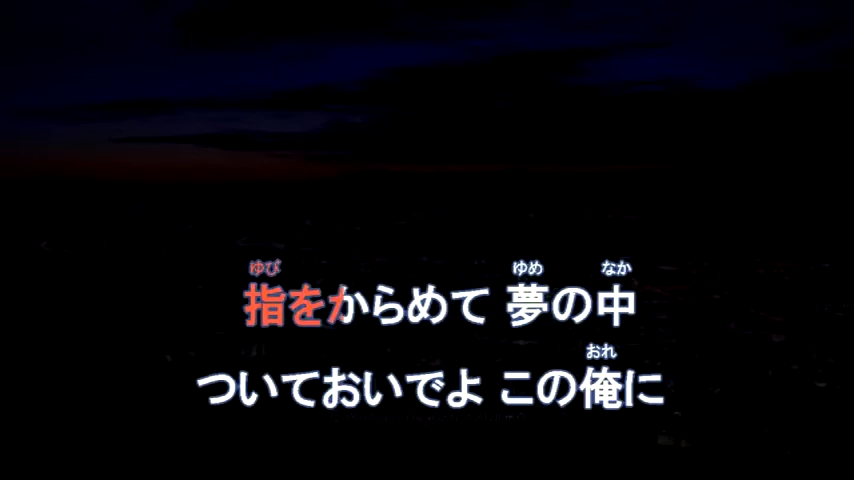 ゆび ゆめ なか
指をからめて 夢の中
おれ
ついておいでよ この俺に